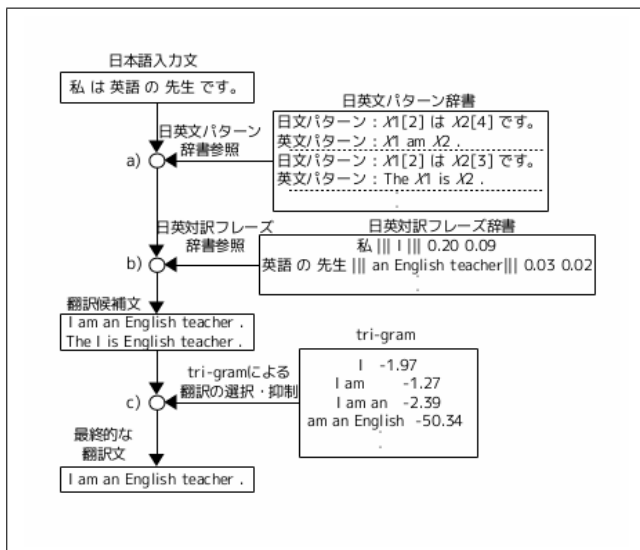 日本語入力文
私 は 英語 の 先生 です。
日英文パターン
辞書参照
a)
日英文パターン辞書
日文パターン : X1[2] は X2[4] です。
英文パターン : X1 am X2 .
日文パターン : X1[2] は X2[3] です。
英文パターン : The X1 is X2 .
.
.
日英対訳フレーズ
辞書参照
b)
日英対訳フレーズ辞書
私 ||| I ||| 0.20 0.09
英語 の 先生 ||| an English teacher||| 0.03 0.02
.
.
翻訳候補文
I am an English teacher .
The I is English teacher .
tri-gramによる
翻訳の選択・抑制
c)
tri-gram
I -1.97
I am -1.27
I am an -2.39
am an English -50.34
.
.
最終的な
翻訳文
I am an English teacher .